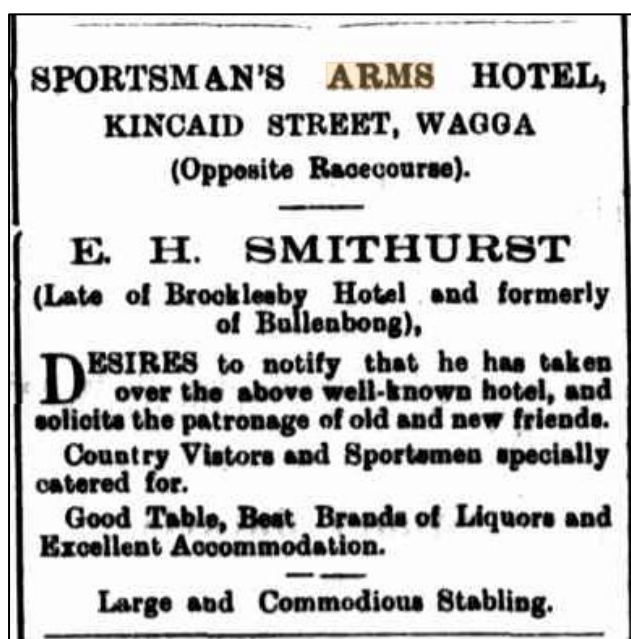 SPORTSMAN'S ARMS HOTEL,
KINCAID STREET, WAGGA
(Opposite Racecourse).
E. H. SMITHURST
(Late of Brocklesby Hotel and formerly
of Bullenbong),
DESIRES to notify that he has taken
over the above well-known hotel, and
solicits the patronage of old and new friends.
Country Vistors and Sportsmen specially
catered for.
Good Table, Best Brands of Liquors and
Excellent Accommodation.
Large and Commodious Stabling.